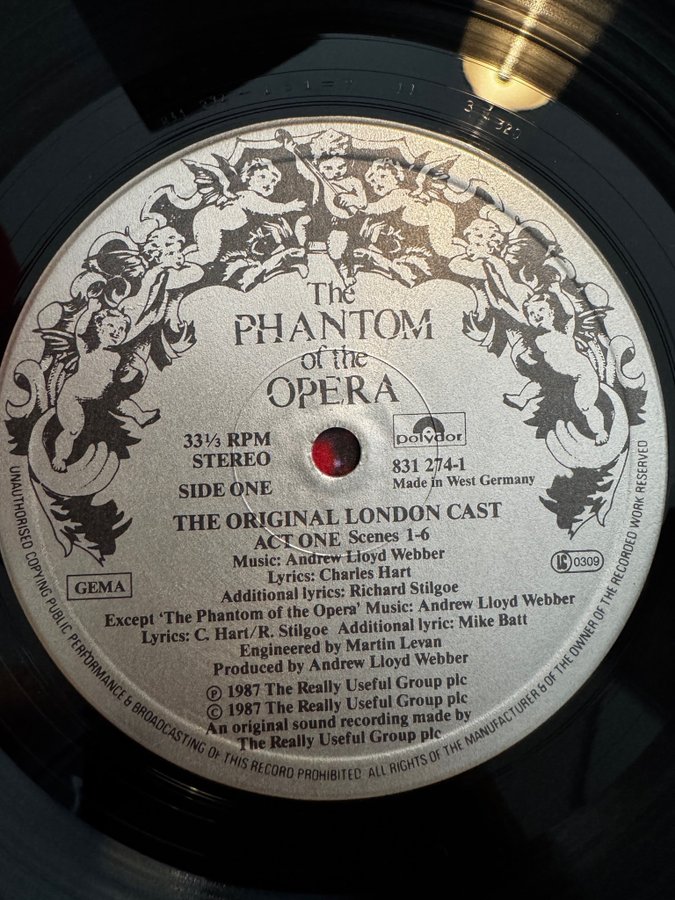 The
PHANTOM
of the
OPERA
33⅓ RPM
STEREO
SIDE ONE
polydor
831 274-1
Made in West Germany
THE ORIGINAL LONDON CAST
ACT ONE Scenes 1-6
Music: Andrew Lloyd Webber
Lyrics: Charles Hart
Additional lyrics: Richard Stilgoe
GEMA
LC 0309
Except 'The Phantom of the Opera' Music: Andrew Lloyd Webber
Lyrics: C. Hart/R. Stilgoe Additional lyric: Mike Batt
Engineered by Martin Levan
Produced by Andrew Lloyd Webber
Ⓟ 1987 The Really Useful Group plc
© 1987 The Really Useful Group plc
An original sound recording made by
The Really Useful Group plc
UNAUTHORISED COPYING PUBLIC PERFORMANCE & BROADCASTING OF THIS RECORD PROHIBITED ALL RIGHTS OF THE MANUFACTURER & OF THE OWNER OF THE RECORDED WORK RESERVED